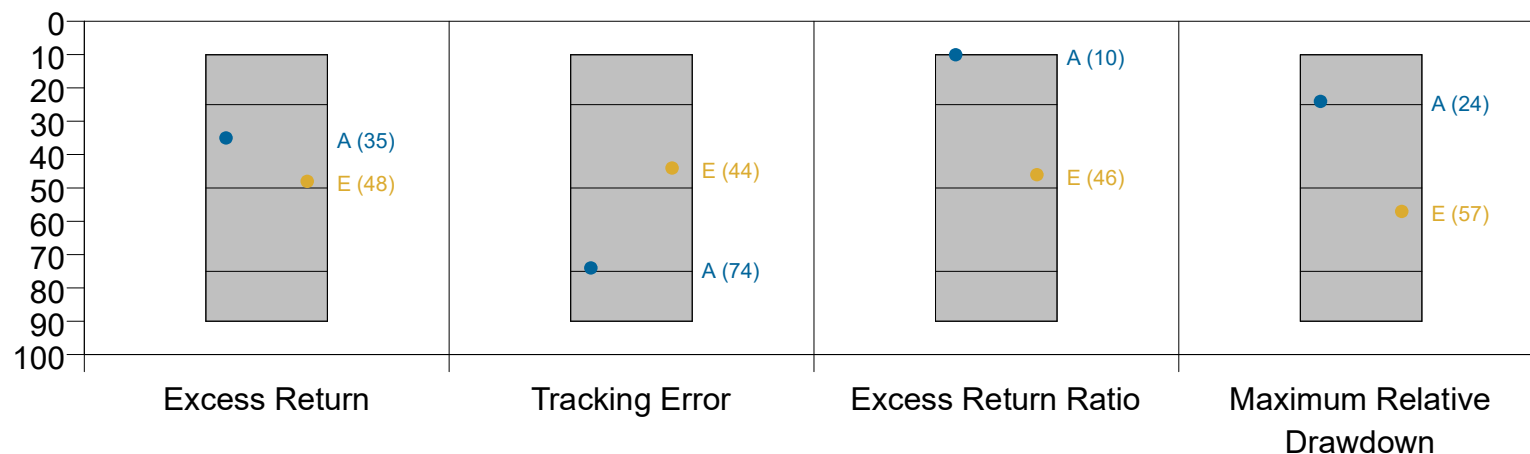 0
10
20
30
40
50
60
70
80
90
100
A (35)
E (48)
E (44)
A (74)
A (10)
E (46)
A (24)
E (57)
Excess Return
Tracking Error
Excess Return Ratio
Maximum Relative
Drawdown